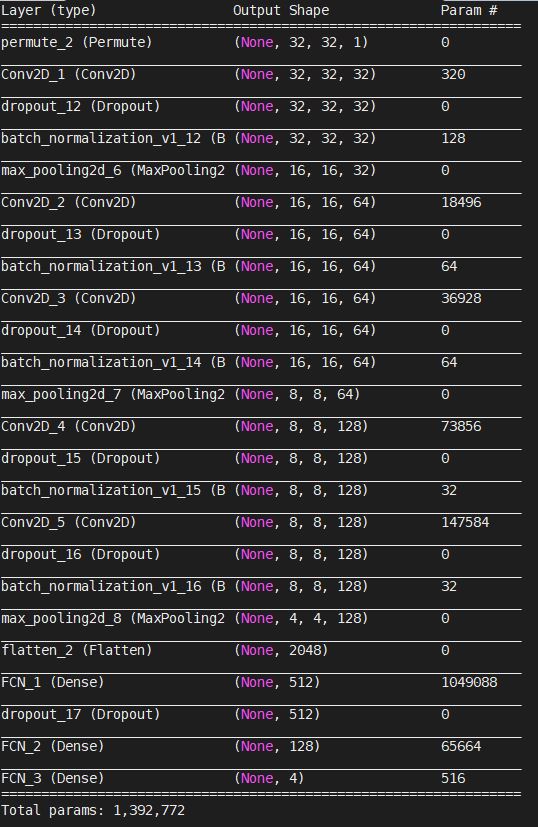 Layer (type) Output Shape Param #
=================================================================
permute_2 (Permute) (None, 32, 32, 1) 0
Conv2D_1 (Conv2D) (None, 32, 32, 32) 320
dropout_12 (Dropout) (None, 32, 32, 32) 0
batch_normalization_v1_12 (B (None, 32, 32, 32) 128
max_pooling2d_6 (MaxPooling2 (None, 16, 16, 32) 0
Conv2D_2 (Conv2D) (None, 16, 16, 64) 18496
dropout_13 (Dropout) (None, 16, 16, 64) 0
batch_normalization_v1_13 (B (None, 16, 16, 64) 64
Conv2D_3 (Conv2D) (None, 16, 16, 64) 36928
dropout_14 (Dropout) (None, 16, 16, 64) 0
batch_normalization_v1_14 (B (None, 16, 16, 64) 64
max_pooling2d_7 (MaxPooling2 (None, 8, 8, 64) 0
Conv2D_4 (Conv2D) (None, 8, 8, 128) 73856
dropout_15 (Dropout) (None, 8, 8, 128) 0
batch_normalization_v1_15 (B (None, 8, 8, 128) 32
Conv2D_5 (Conv2D) (None, 8, 8, 128) 147584
dropout_16 (Dropout) (None, 8, 8, 128) 0
batch_normalization_v1_16 (B (None, 8, 8, 128) 32
max_pooling2d_8 (MaxPooling2 (None, 4, 4, 128) 0
flatten_2 (Flatten) (None, 2048) 0
FCN_1 (Dense) (None, 512) 1049088
dropout_17 (Dropout) (None, 512) 0
FCN_2 (Dense) (None, 128) 65664
FCN_3 (Dense) (None, 4) 516
=================================================================
Total params: 1,392,772